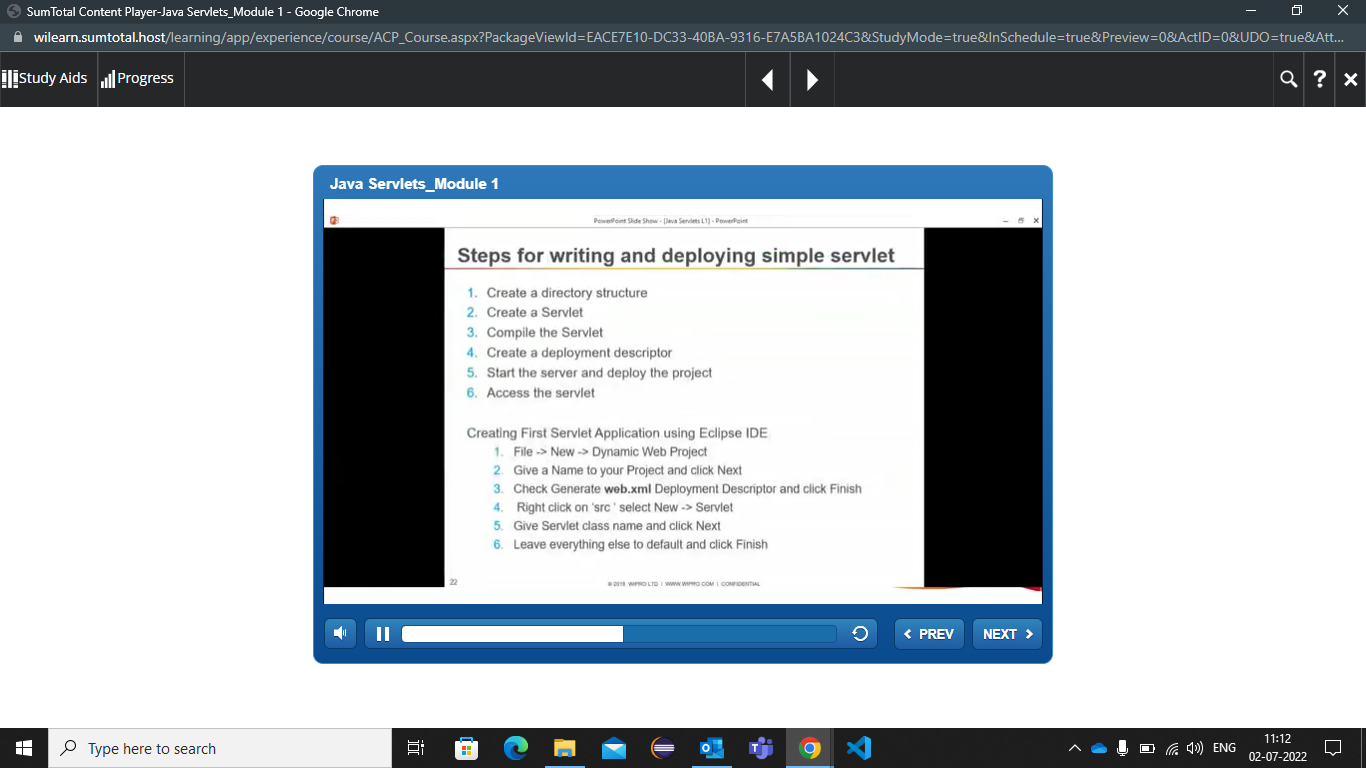 SumTotal Content Player-Java Servlets_Module 1 - Google Chrome
wilearn.sumtotal.host/learning/app/experience/course/ACP_Course.aspx?PackageViewId=EACE7E10-DC33-40BA-9316-E7A5BA1024C3&StudyMode=true&InSchedule=true&Preview=0&ActID=0&UDO=true&Att...
Study Aids Progress ?
Java Servlets_Module 1
PowerPoint Slide Show - [Java Servlets L1] - PowerPoint
Steps for writing and deploying simple servlet
1. Create a directory structure
2. Create a Servlet
3. Compile the Servlet
4. Create a deployment descriptor
5. Start the server and deploy the project
6. Access the servlet
Creating First Servlet Application using Eclipse IDE
1. File -> New -> Dynamic Web Project
2. Give a Name to your Project and click Next
3. Check Generate web.xml Deployment Descriptor and click Finish
4. Right click on 'src ' select New -> Servlet
5. Give Servlet class name and click Next
6. Leave everything else to default and click Finish
22 © 2018 WIPRO LTD | WWW.WIPRO.COM | CONFIDENTIAL
PREV NEXT
Type here to search
ENG
11:12
02-07-2022